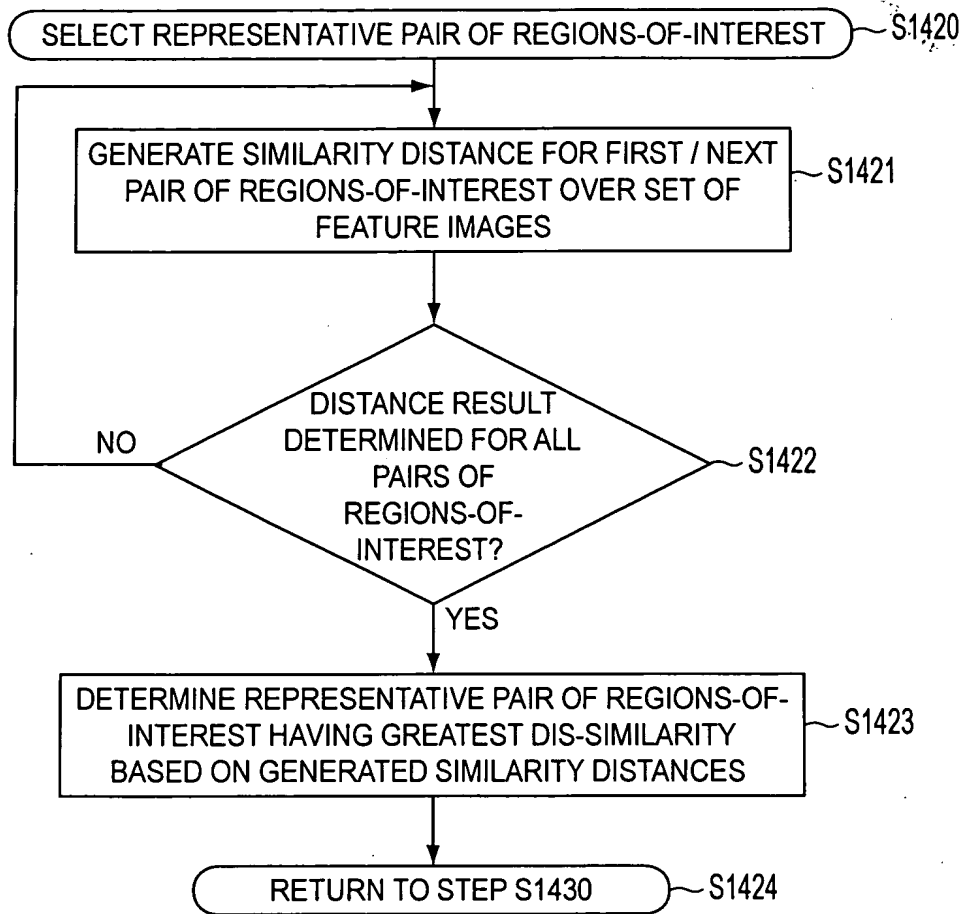 SELECT REPRESENTATIVE PAIR OF REGIONS-OF-INTEREST
S1420
GENERATE SIMILARITY DISTANCE FOR FIRST / NEXT
PAIR OF REGIONS-OF-INTEREST OVER SET OF
FEATURE IMAGES
S1421
DISTANCE RESULT
DETERMINED FOR ALL
PAIRS OF
REGIONS-OF-
INTEREST?
S1422
NO
YES
DETERMINE REPRESENTATIVE PAIR OF REGIONS-OF-
INTEREST HAVING GREATEST DIS-SIMILARITY
BASED ON GENERATED SIMILARITY DISTANCES
S1423
RETURN TO STEP S1430
S1424